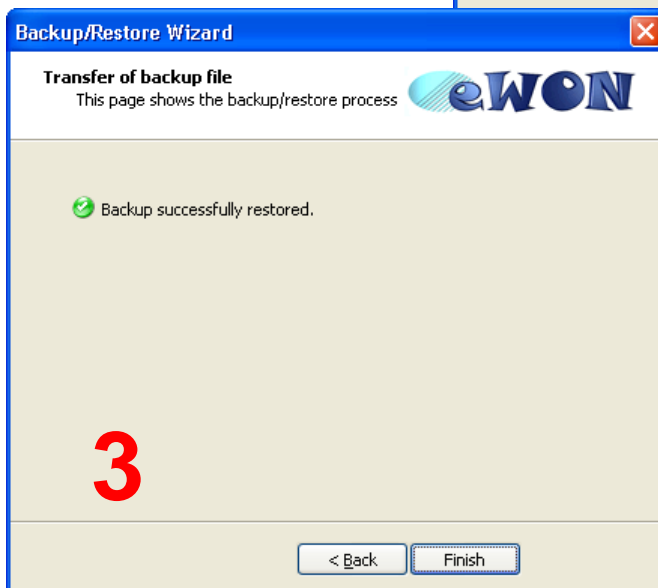 Backup/Restore Wizard
Transfer of backup file
This page shows the backup/restore process
eWON
Backup successfully restored.
3
< Back
Finish